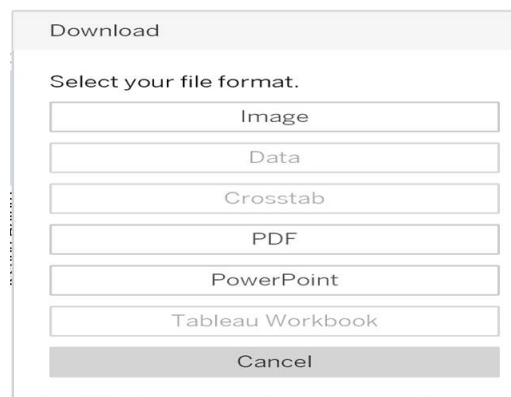 Download
Select your file format.
Image
Data
Crosstab
PDF
PowerPoint
Tableau Workbook
Cancel